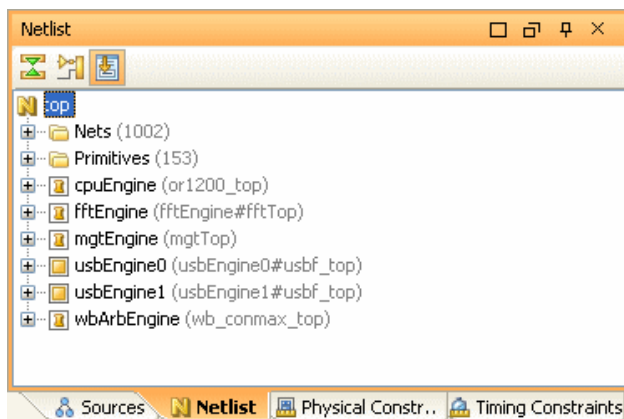 Netlist
top
Nets (1002)
Primitives (153)
cpuEngine (or1200_top)
fftEngine (fftEngine#fftTop)
mgtEngine (mgtTop)
usbEngine0 (usbEngine0#usbf_top)
usbEngine1 (usbEngine1#usbf_top)
wbArbEngine (wb_conmax_top)
Sources Netlist Physical Constr.. Timing Constraints